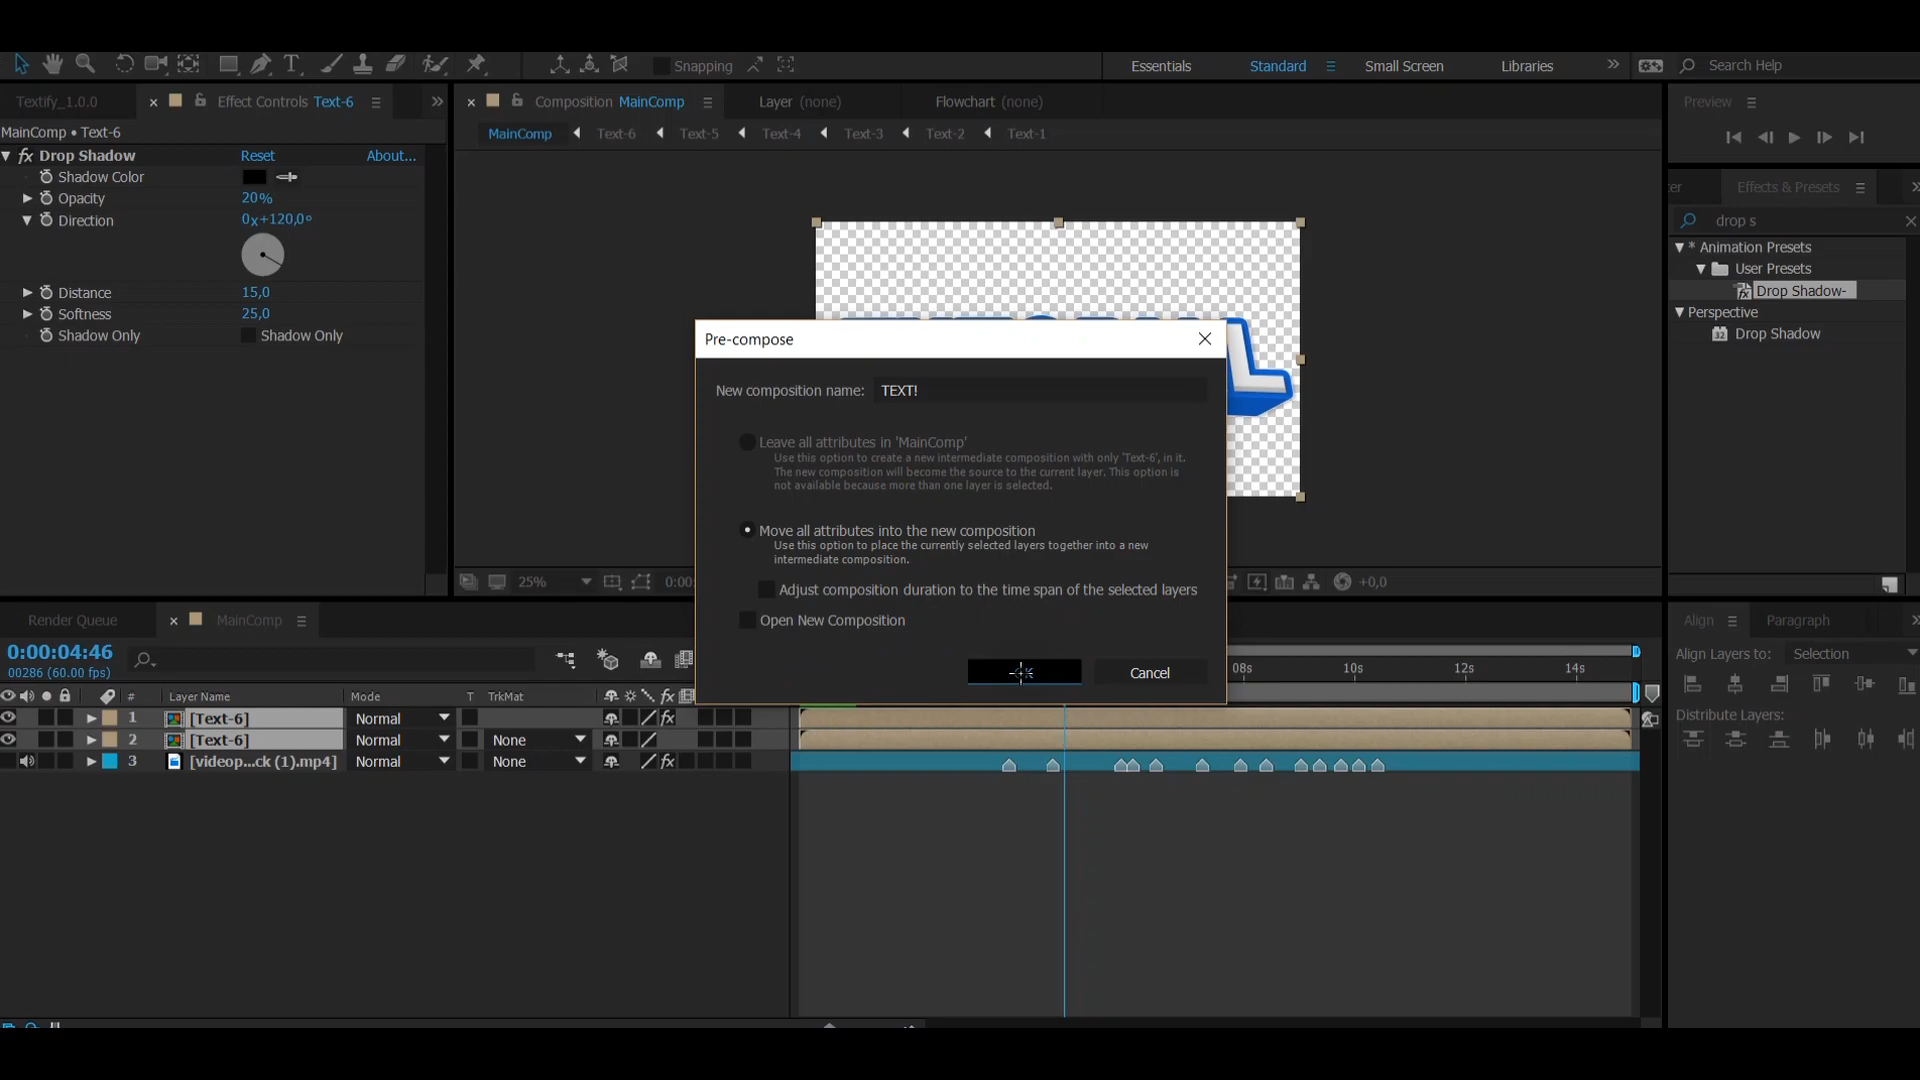 Snapping
Essentials
Standard
Small Screen
Libraries
Search Help
Textify_1.0.0
Effect Controls Text-6
Composition MainComp
Layer (none)
Flowchart (none)
Preview
MainComp • Text-6
MainComp
Text-6
Text-5
Text-4
Text-3
Text-2
Text-1
fx Drop Shadow
Reset
About...
Shadow Color
Opacity
20%
Direction
0x+120,0°
Distance
15,0
Softness
25,0
Shadow Only
Shadow Only
Effects & Presets
drop s
* Animation Presets
User Presets
Drop Shadow-
Perspective
Drop Shadow
Pre-compose
New composition name:
TEXT!
Leave all attributes in 'MainComp'
Use this option to create a new intermediate composition with only 'Text-6', in it.
The new composition will become the source to the current layer. This option is
not available because more than one layer is selected.
Move all attributes into the new composition
Use this option to place the currently selected layers together into a new
intermediate composition.
Adjust composition duration to the time span of the selected layers
Open New Composition
Cancel
25%
+0,0
Render Queue
MainComp
Align
Paragraph
0:00:04:46
00286 (60.00 fps)
08s
10s
12s
14s
Align Layers to:
Selection
Distribute Layers:
#
Layer Name
Mode
T
TrkMat
fx
1
[Text-6]
Normal
fx
2
[Text-6]
Normal
None
3
[videop...ck (1).mp4]
Normal
None
fx